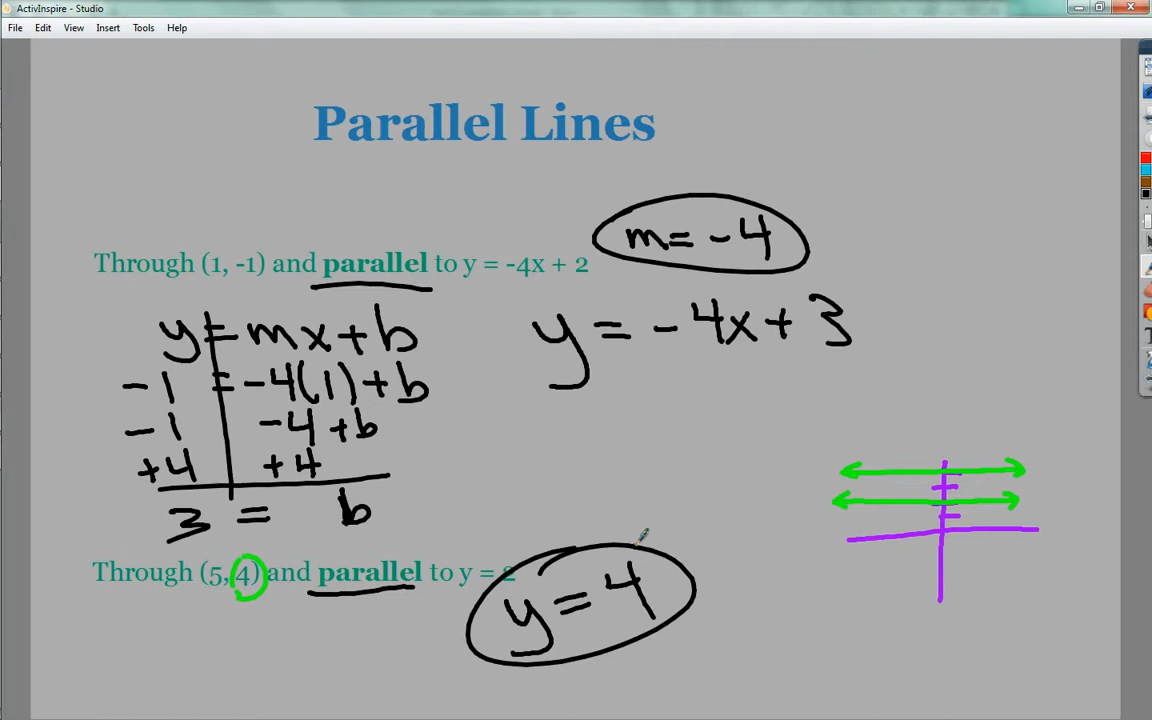 ActivInspire - Studio
File Edit View Insert Tools Help
Parallel Lines
m = -4
Through (1, -1) and parallel to y = -4x + 2
y = mx + b
y = -4x + 3
-1 = -4(1) + b
-1 -4 + b
+4 +4
3 = b
Through (5, 4) and parallel to y = 2
y = 4